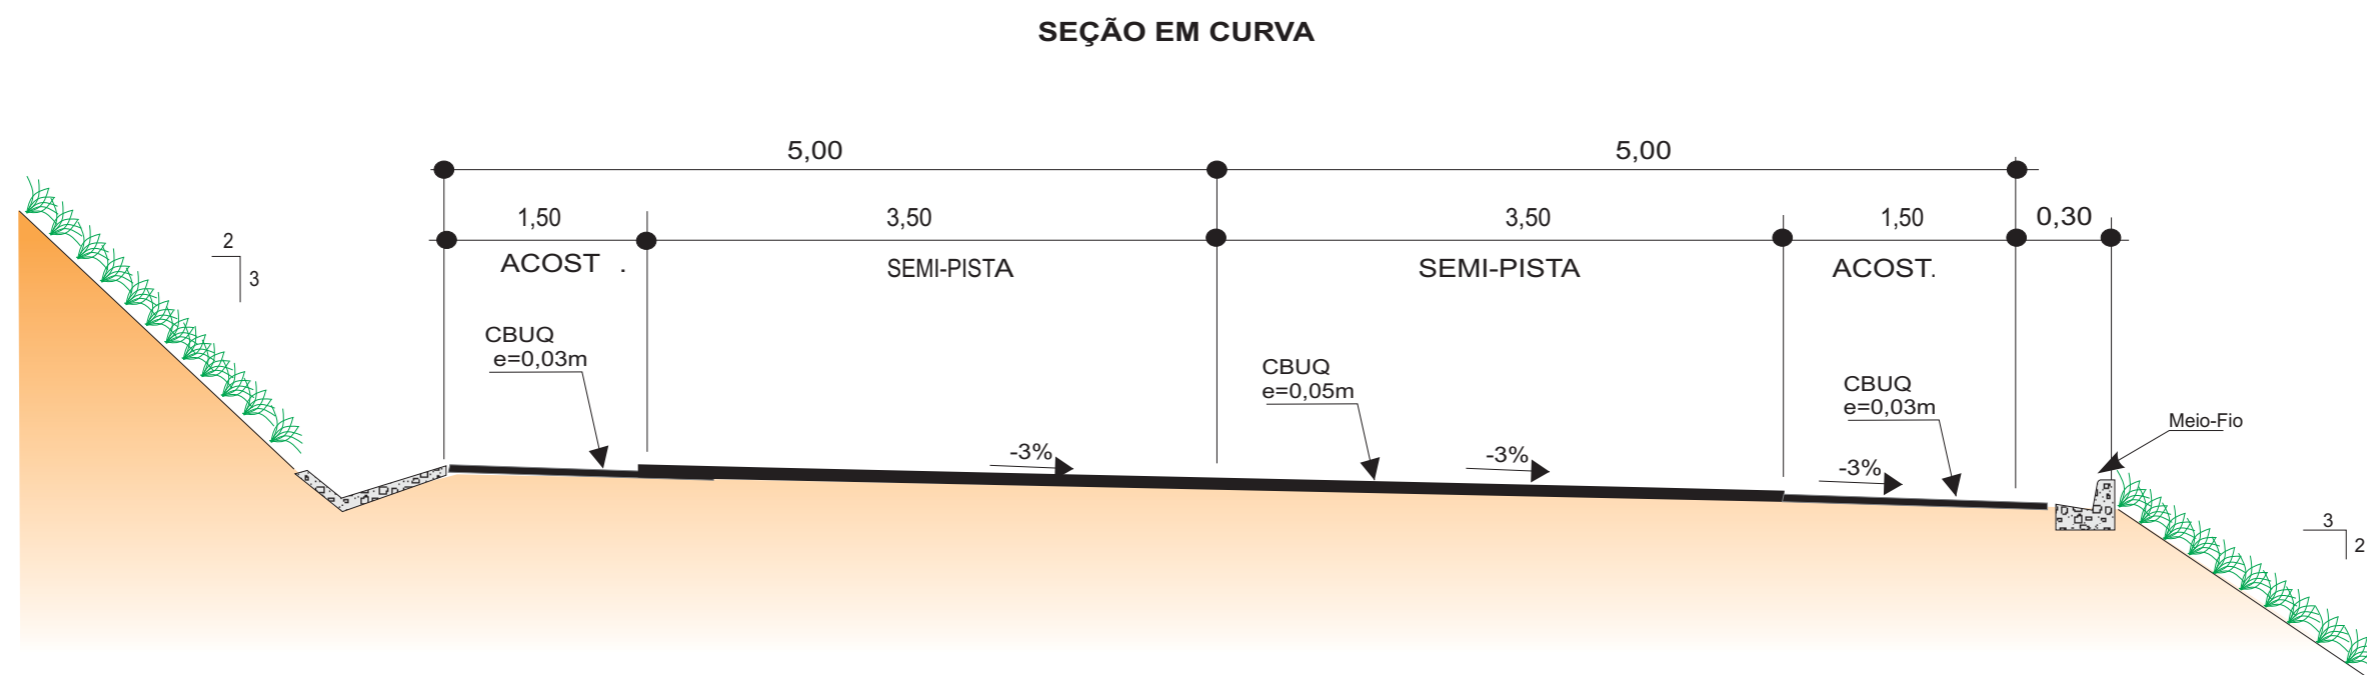 SEÇÃO EM CURVA
5,00
5,00
1,50
3,50
3,50
1,50
0,30
ACOST .
SEMI-PISTA
SEMI-PISTA
ACOST.
2
3
CBUQ
e=0,03m
CBUQ
e=0,05m
CBUQ
e=0,03m
Meio-Fio
-3%
-3%
-3%
3
2